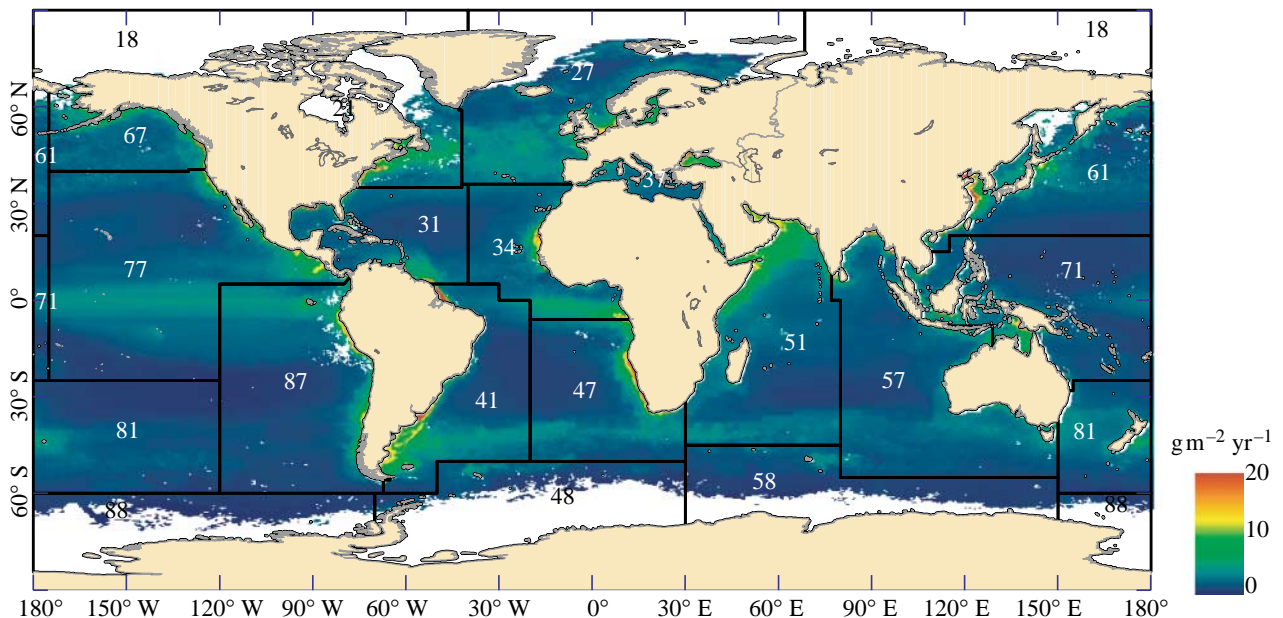 18
18
27
21
67
61
61
37
31
34
77
71
71
51
87
47
57
41
81
81
58
48
88
88
60° N
30° N
0°
30° S
60° S
180°
150° W
120° W
90° W
60° W
30° W
0°
30° E
60° E
90° E
120° E
150° E
180°
g m⁻² yr⁻¹
20
10
0